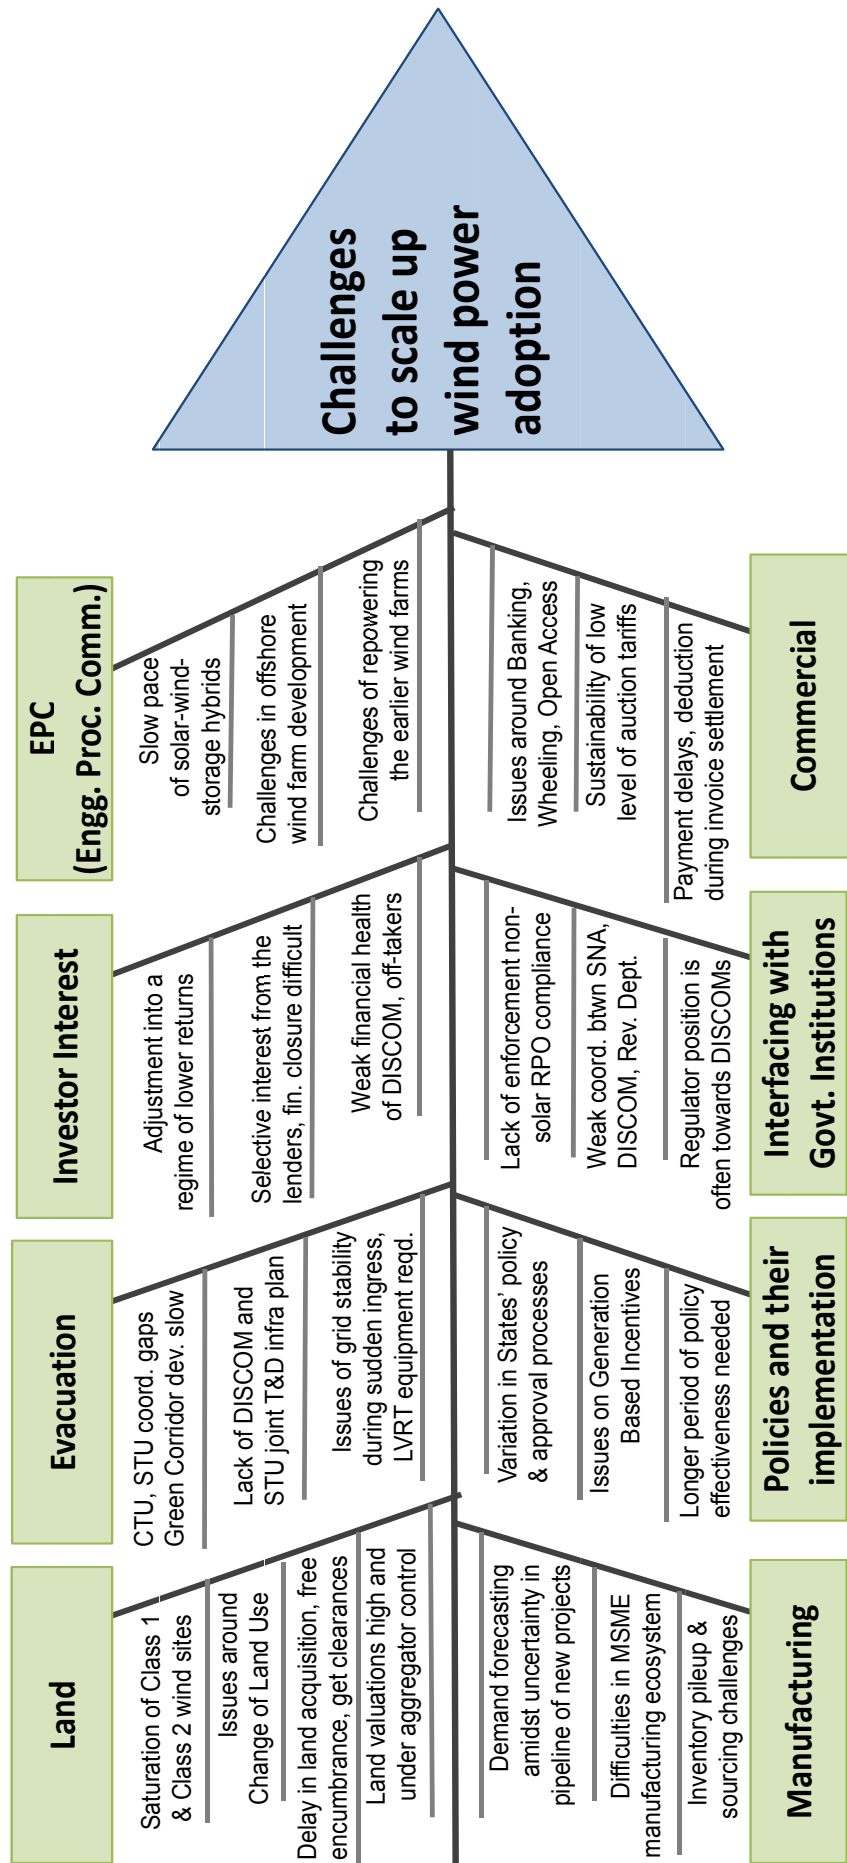 Land
Saturation of Class 1
& Class 2 wind sites
Issues around
Change of Land Use
Delay in land acquisition, free
encumbrance, get clearances
Land valuations high and
under aggregator control
Evacuation
CTU, STU coord. gaps
Green Corridor dev. slow
Lack of DISCOM and
STU joint T&D infra plan
Issues of grid stability
during sudden ingress,
LVRT equipment reqd.
Investor Interest
Adjustment into a
regime of lower returns
Selective interest from the
lenders, fin. closure difficult
Weak financial health
of DISCOM, off-takers
EPC
(Engg. Proc. Comm.)
Slow pace
of solar-wind-
storage hybrids
Challenges in offshore
wind farm development
Challenges of repowering
the earlier wind farms
Challenges
to scale up
wind power
adoption
Demand forecasting
amidst uncertainty in
pipeline of new projects
Difficulties in MSME
manufacturing ecosystem
Inventory pileup &
sourcing challenges
Manufacturing
Variation in States' policy
& approval processes
Issues on Generation
Based Incentives
Longer period of policy
effectiveness needed
Policies and their
implementation
Lack of enforcement non-
solar RPO compliance
Weak coord. btwn SNA,
DISCOM, Rev. Dept.
Regulator position is
often towards DISCOMs
Interfacing with
Govt. Institutions
Issues around Banking,
Wheeling, Open Access
Sustainability of low
level of auction tariffs
Payment delays, deduction
during invoice settlement
Commercial